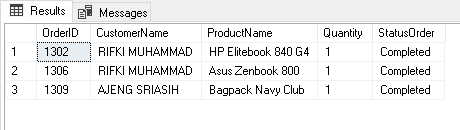 Results Messages
OrderID CustomerName ProductName Quantity StatusOrder
1 1302 RIFKI MUHAMMAD HP Elitebook 840 G4 1 Completed
2 1306 RIFKI MUHAMMAD Asus Zenbook 800 1 Completed
3 1309 AJENG SRIASIH Bagpack Navy Club 1 Completed